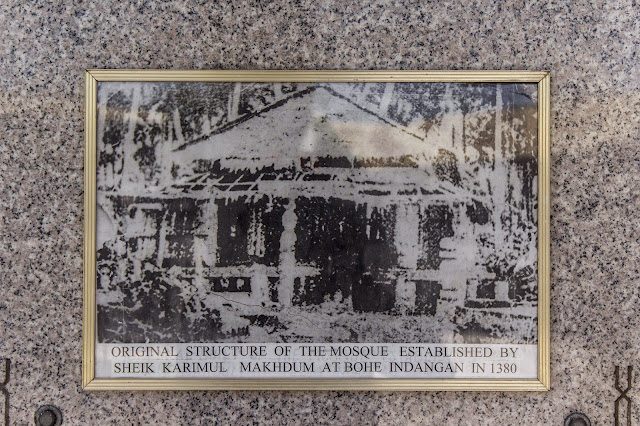 ORIGINAL STRUCTURE OF THE MOSQUE ESTABLISHED BY
SHEIK KARIMUL MAKHDUM AT BOHE INDANGAN IN 1380